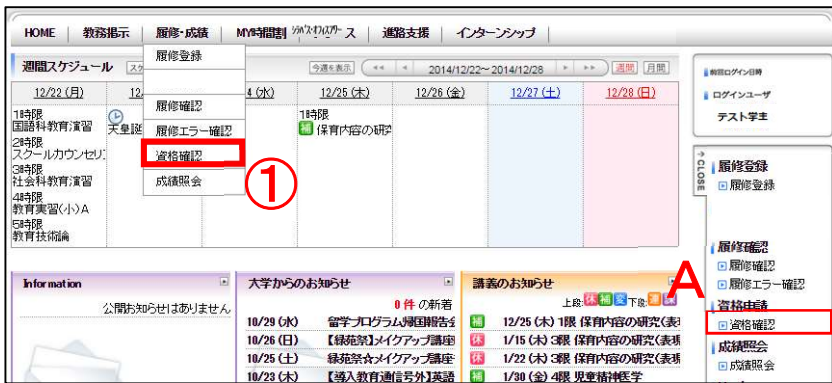 HOME 教務掲示 履修・成績 MY時間割 シラバス・オフィスアワー ス 進路支援 インターンシップ
履修登録
履修確認
履修エラー確認
資格確認
成績照会
①
週間スケジュール 今週を表示 2014/12/22～2014/12/28 週間 月間
12/22 (月) 12 4 (水) 12/25 (木) 12/26 (金) 12/27 (土) 12/28 (日)
1時限
国語科教育演習
2時限
スクールカウンセリ
3時限
社会科教育演習
4時限
教育実習(小)A
5時限
教育技術論
天皇誕
1時限
補 保育内容の研究
前回ログイン日時
ログインユーザ
テスト学生
CLOSE
履修登録
履修登録
履修確認
履修確認
履修エラー確認
A
資格申請
資格確認
成績照会
成績照会
Information
公開お知らせはありません
大学からのお知らせ
0 件 の新着
10/29 (水) 留学プログラム帰国報告会
10/26 (日) 【緑苑祭】メイクアップ講座
10/25 (土) 緑苑祭☆メイクアップ講座
10/23 (木) 【導入教育通信号外】英語
講義のお知らせ
上段: 休 補 変 下段: 遅
補 12/25 (木) 1限 保育内容の研究(表
休 1/15 (木) 3限 保育内容の研究(表現
休 1/22 (木) 3限 保育内容の研究(表現
補 1/30 (金) 4限 児童精神医学